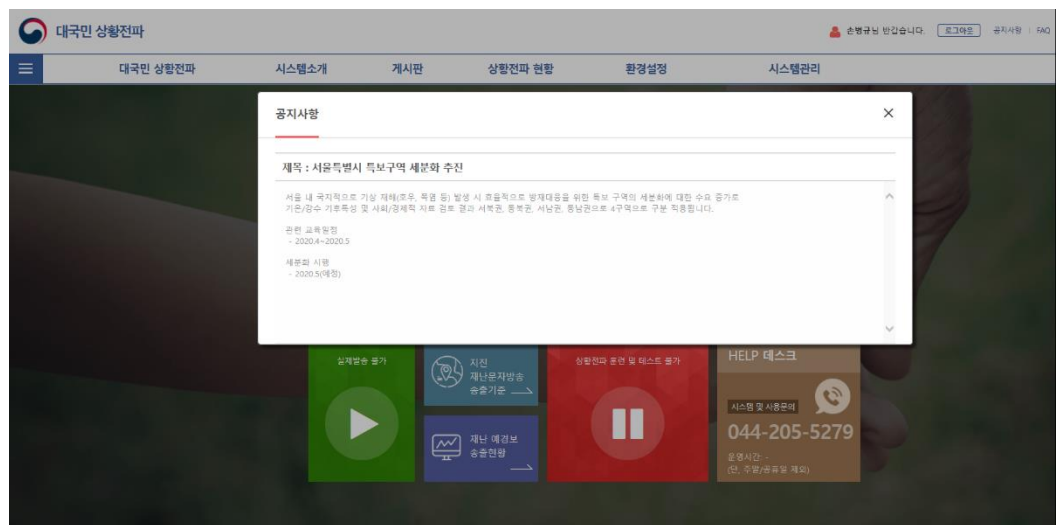 대국민 상황전파
손병규님 반갑습니다. 로그아웃 공지사항 | FAQ
대국민 상황전파 시스템소개 게시판 상황전파 현황 환경설정 시스템관리
공지사항
제목 : 서울특별시 특보구역 세분화 추진
서울 내 국지적으로 기상 재해(호우, 폭염 등) 발생 시 효율적으로 방재대응을 위한 특보 구역의 세분화에 대한 수요 증가로
기온/강수 기후특성 및 사회/경제적 자료 검토 결과 서북권, 동북권, 서남권, 동남권으로 4구역으로 구분 적용됩니다.
관련 교육일정
- 2020.4~2020.5
세분화 시행
- 2020.5(예정)
실제발송 불가
지진
재난문자방송
송출기준
재난 예경보
송출현황
상황전파 훈련 및 테스트 불가
HELP 데스크
시스템 및 사용문의
044-205-5279
운영시간: -
(단, 주말/공휴일 제외)